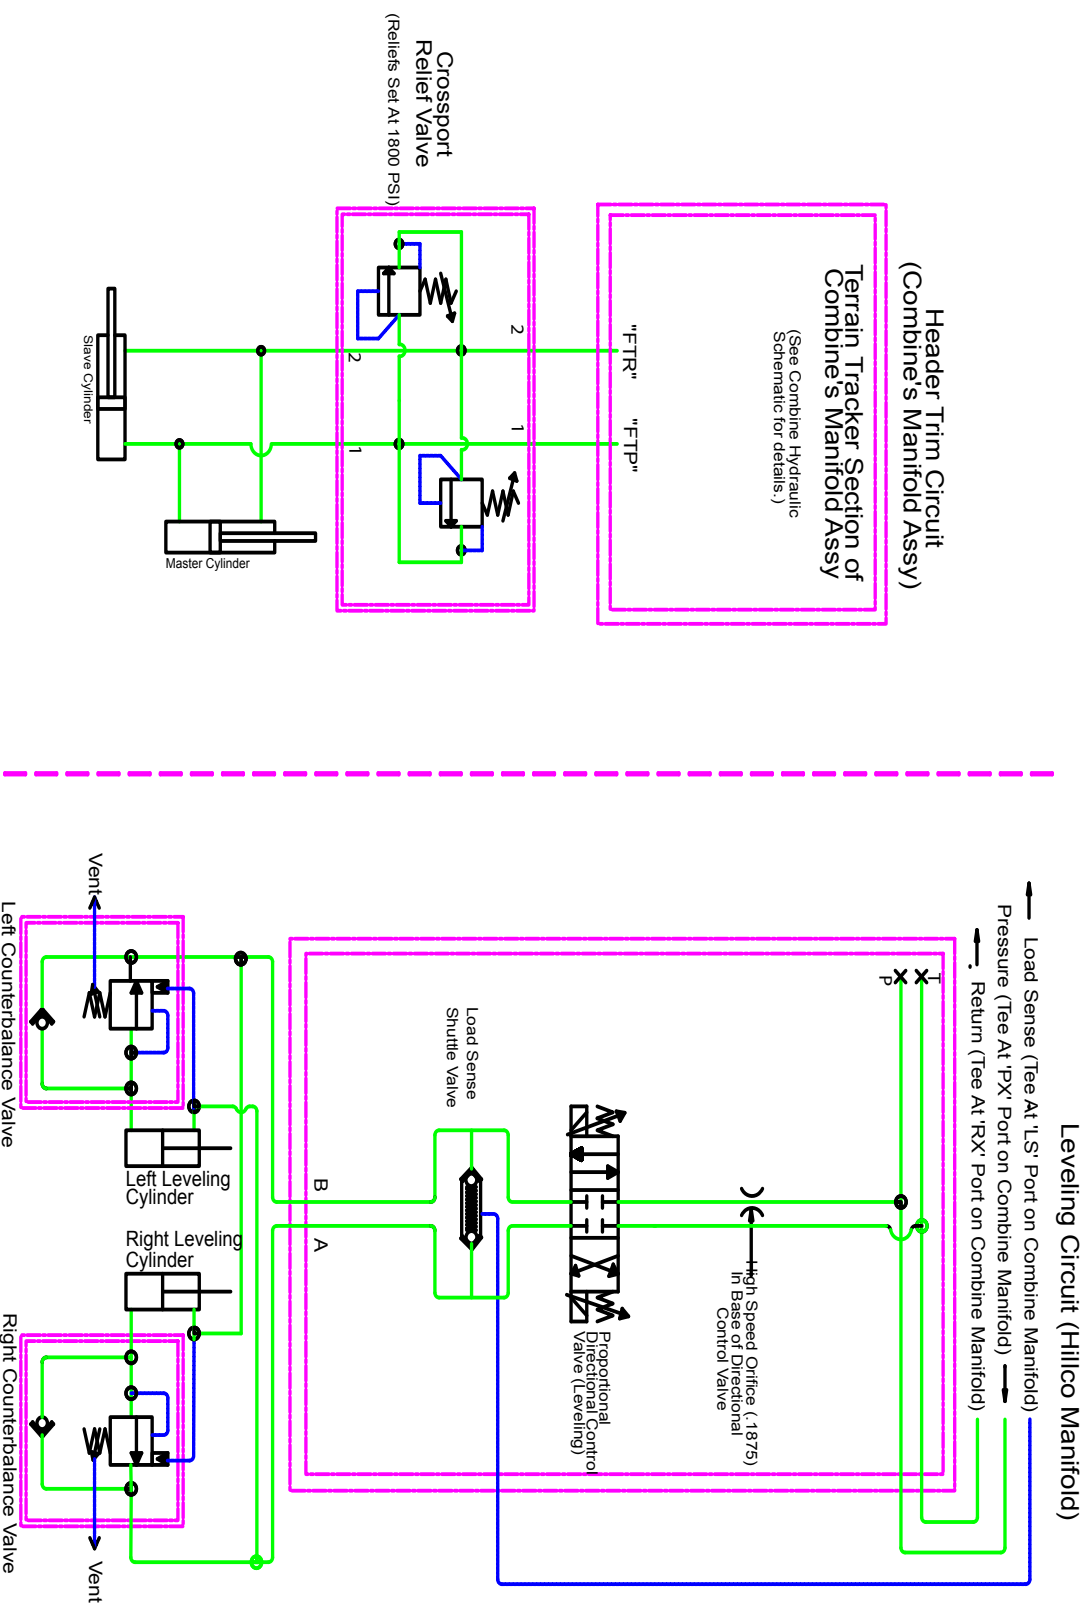 Header Trim Circuit
(Combine's Manifold Assy)
Terrain Tracker Section of
Combine's Manifold Assy
(See Combine Hydraulic
Schematic for details.)
"FTR"
"FTP"
2
1
Crossport
Relief Valve
(Reliefs Set At 1800 PSI)
2
1
Slave Cylinder
Master Cylinder
Leveling Circuit (Hillco Manifold)
Load Sense (Tee At 'LS' Port on Combine Manifold)
Pressure (Tee At 'PX' Port on Combine Manifold)
Return (Tee At 'RX' Port on Combine Manifold)
T
P
High Speed Orifice (.1875)
In Base of Directional
Control Valve
Proportional
Directional Control
Valve (Leveling)
Load Sense
Shuttle Valve
B
A
Left Leveling
Cylinder
Right Leveling
Cylinder
Vent
Vent
Left Counterbalance Valve
Right Counterbalance Valve